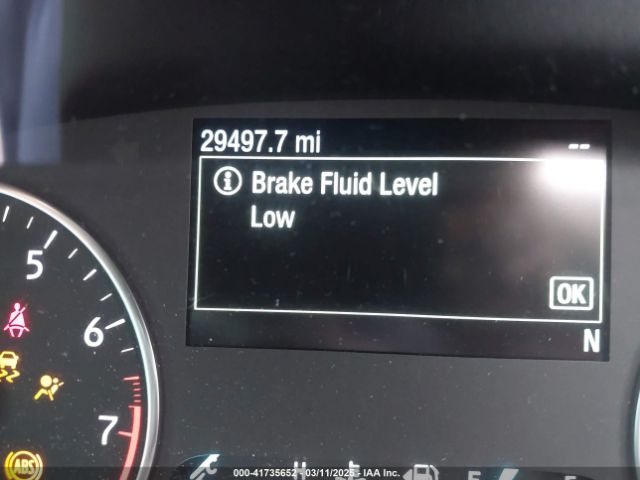 29497.7 mi --
Brake Fluid Level
Low
OK
N
5
6
7
ABS
000-41735652 / 03/11/2025 - IAA Inc.